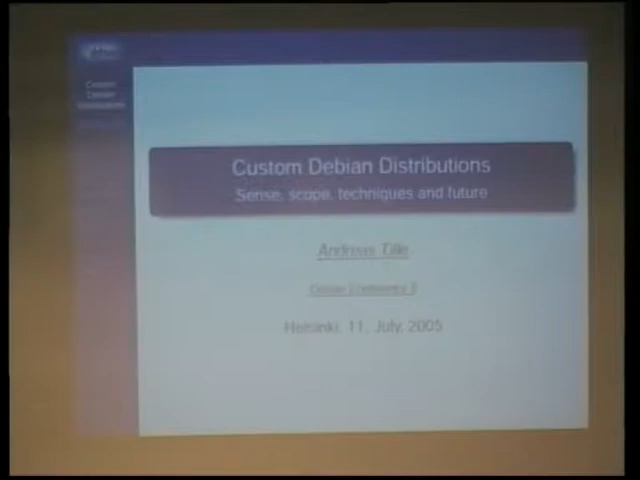 Custom Debian Distributions
Sense, scope, techniques and future
Andreas Tille
Helsinki, 11. July, 2005